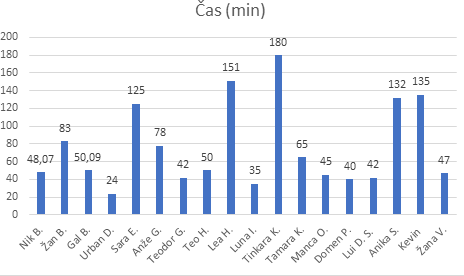 Čas (min)
200
180
160
140
120
100
80
60
40
20
0
48,07
83
50,09
24
125
78
42
50
151
35
180
65
45
40
42
132
135
47
Nik B.
Žan B.
Gal B.
Urban D.
Sara E.
Anže G.
Teodor G.
Teo H.
Lea H.
Luna I.
Tinkara K.
Tamara K.
Manca O.
Domen P.
Lui D. S.
Anika S.
Kevin
Žana V.